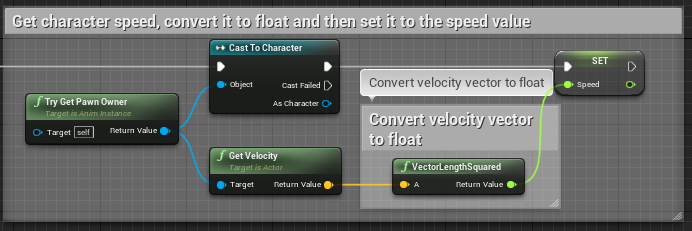 Get character speed, convert it to float and then set it to the speed value
Cast To Character
Object
Cast Failed
As Character
SET
Speed
Convert velocity vector to float
Convert velocity vector
to float
f Try Get Pawn Owner
Target is Anim Instance
Target self
Return Value
f Get Velocity
Target is Actor
Target
Return Value
f VectorLengthSquared
A
Return Value